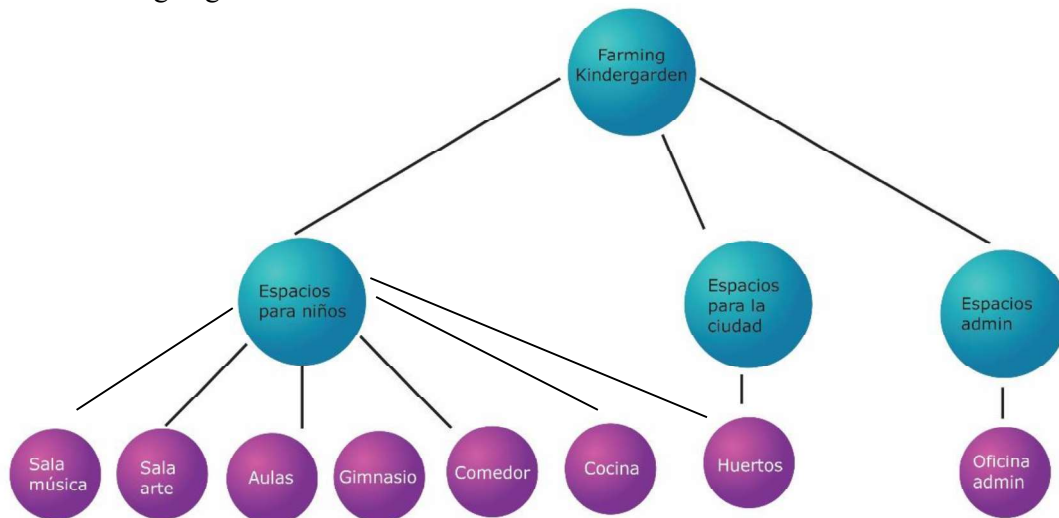 Farming
Kindergarden
Espacios
para niños
Espacios
para la
ciudad
Espacios
admin
Sala
música
Sala
arte
Aulas
Gimnasio
Comedor
Cocina
Huertos
Oficina
admin